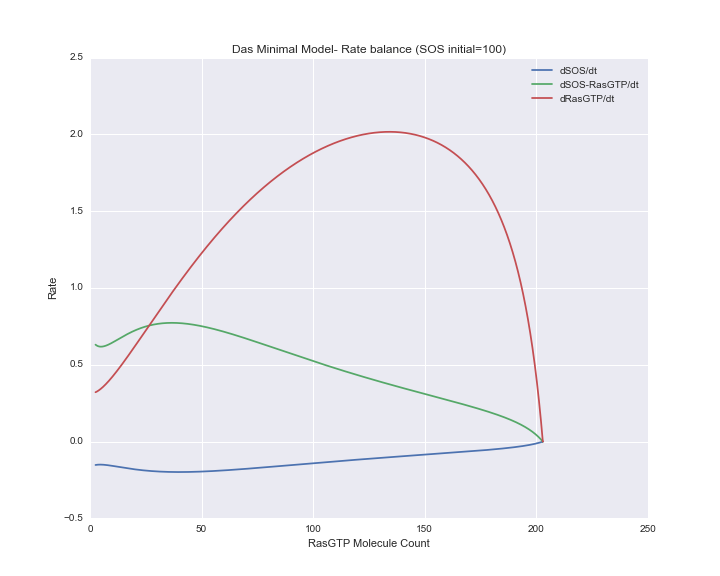 Das Minimal Model- Rate balance (SOS initial=100)
2.5
2.0
1.5
1.0
0.5
0.0
−0.5
Rate
dSOS/dt
dSOS-RasGTP/dt
dRasGTP/dt
0 50 100 150 200 250
RasGTP Molecule Count